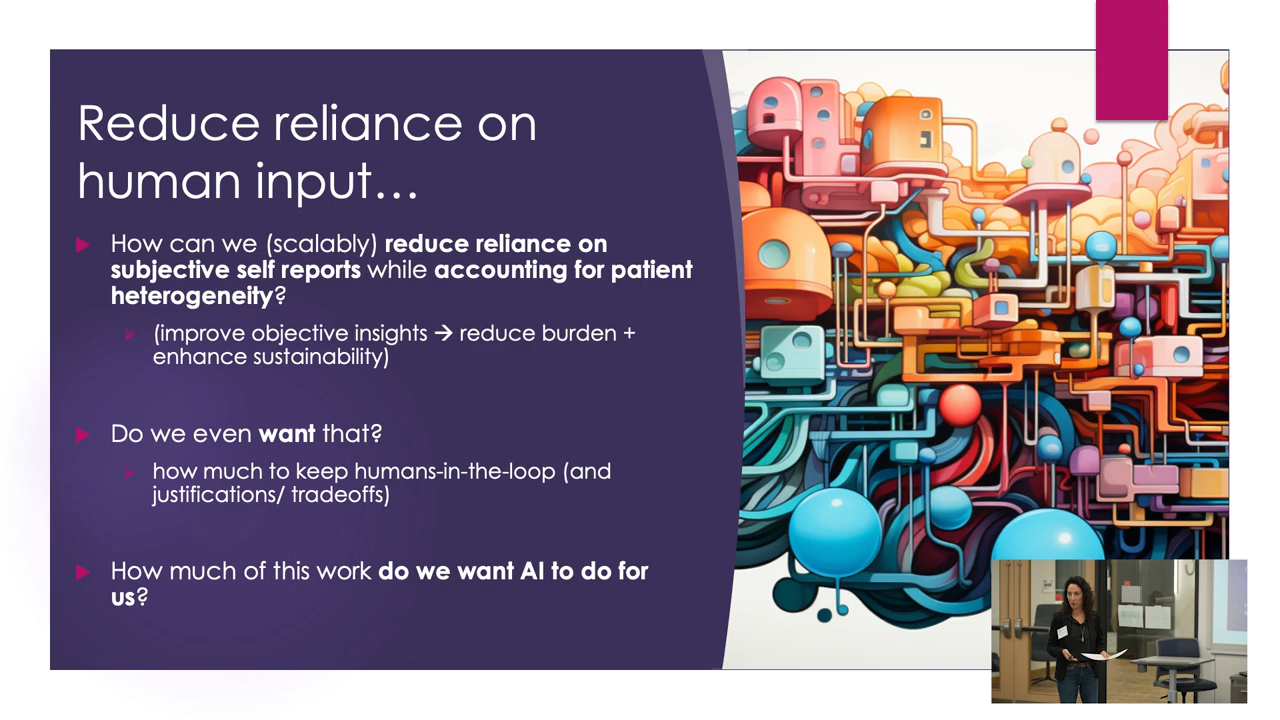 Reduce reliance on
human input…
How can we (scalably) reduce reliance on
subjective self reports while accounting for patient
heterogeneity?
(improve objective insights → reduce burden +
enhance sustainability)
Do we even want that?
how much to keep humans-in-the-loop (and
justifications/ tradeoffs)
How much of this work do we want AI to do for
us?